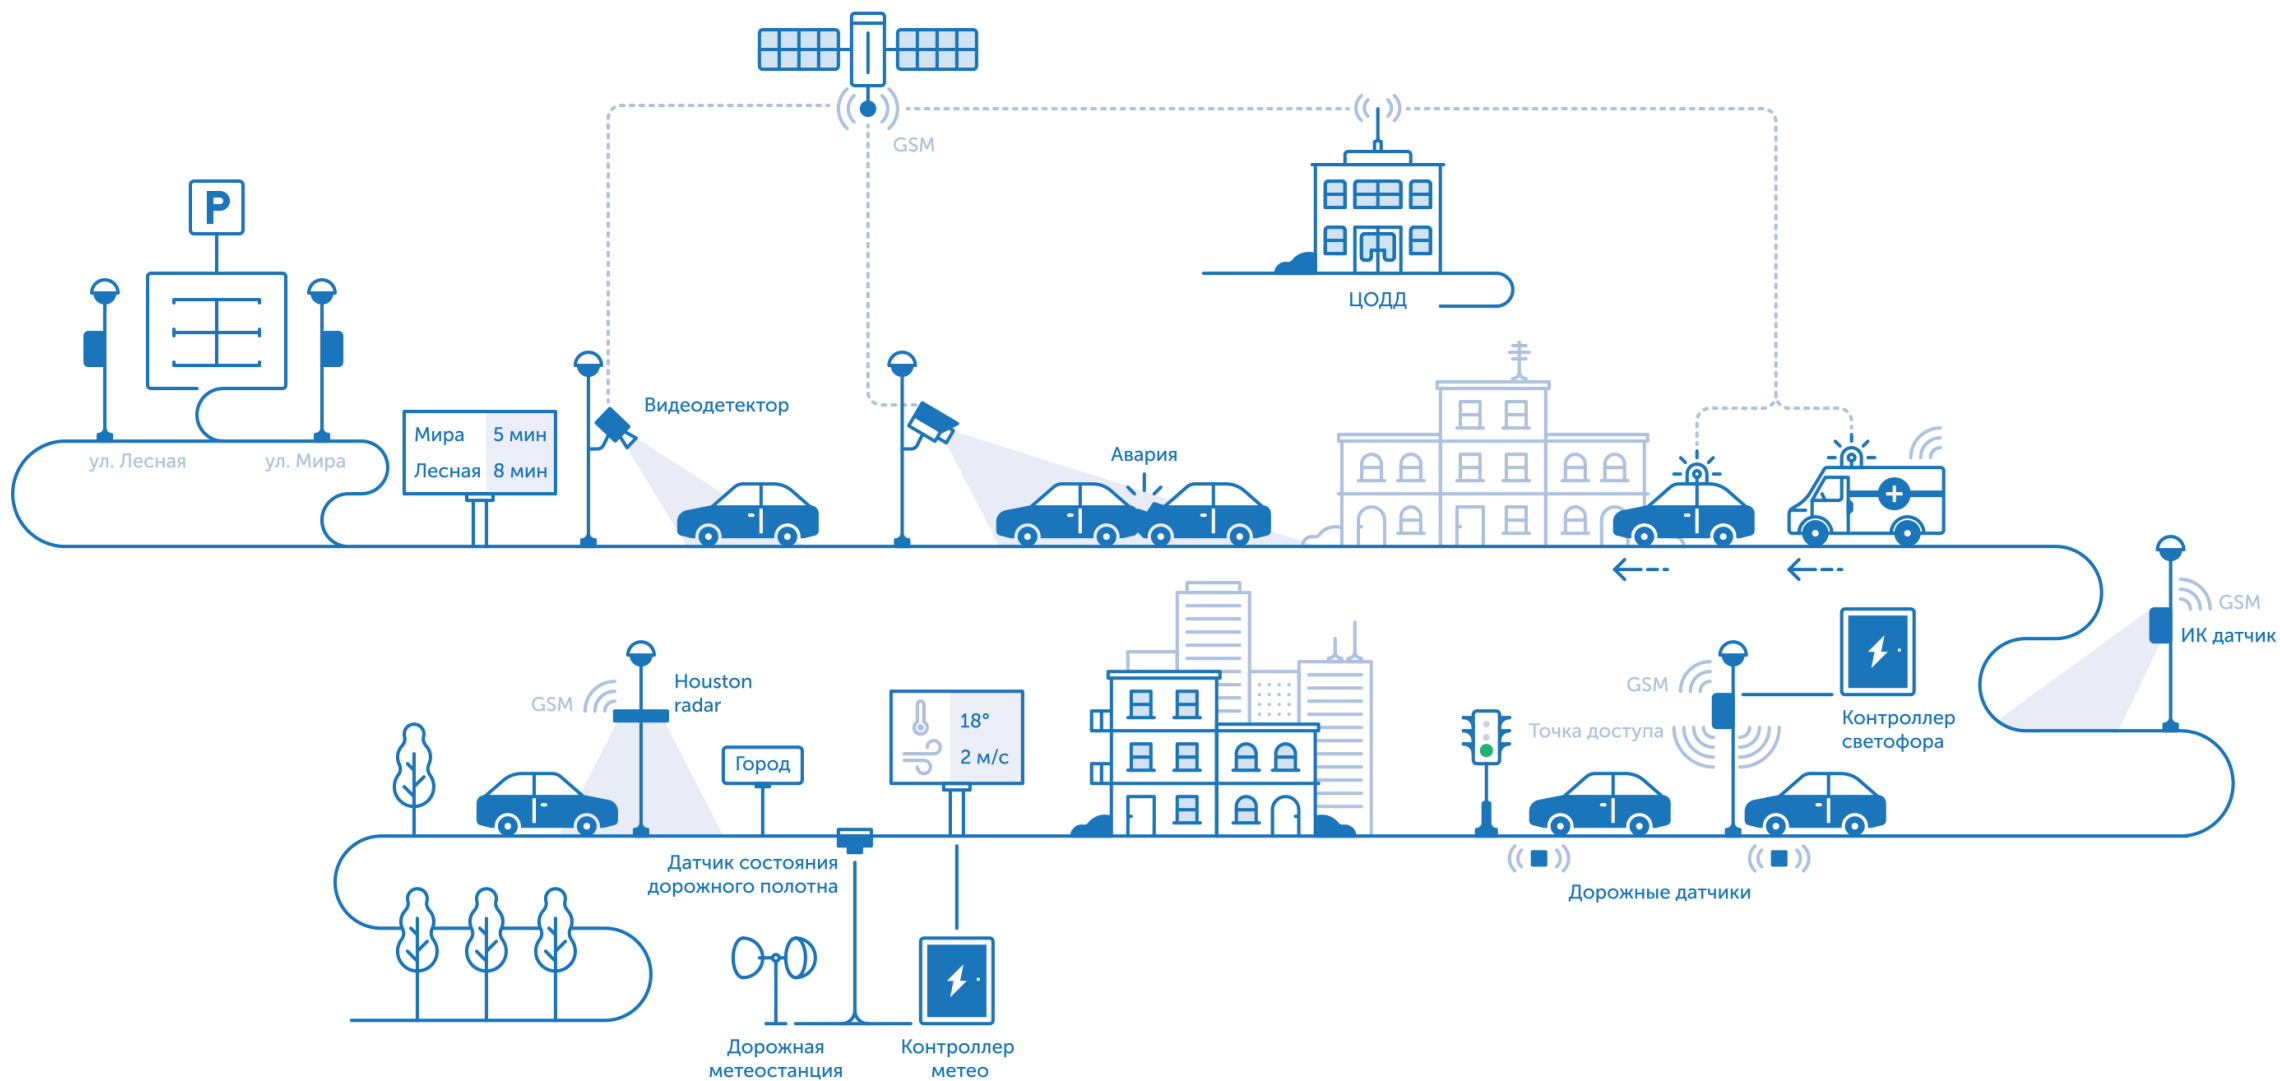 GSM
P
ЦОДД
Видеодетектор
Мира 5 мин
Лесная 8 мин
Авария
ул. Лесная
ул. Мира
GSM
ИК датчик
Houston
radar
GSM
GSM
Контроллер
светофора
Точка доступа
18°
2 м/с
Город
Датчик состояния
дорожного полотна
Дорожные датчики
Дорожная
метеостанция
Контроллер
метео